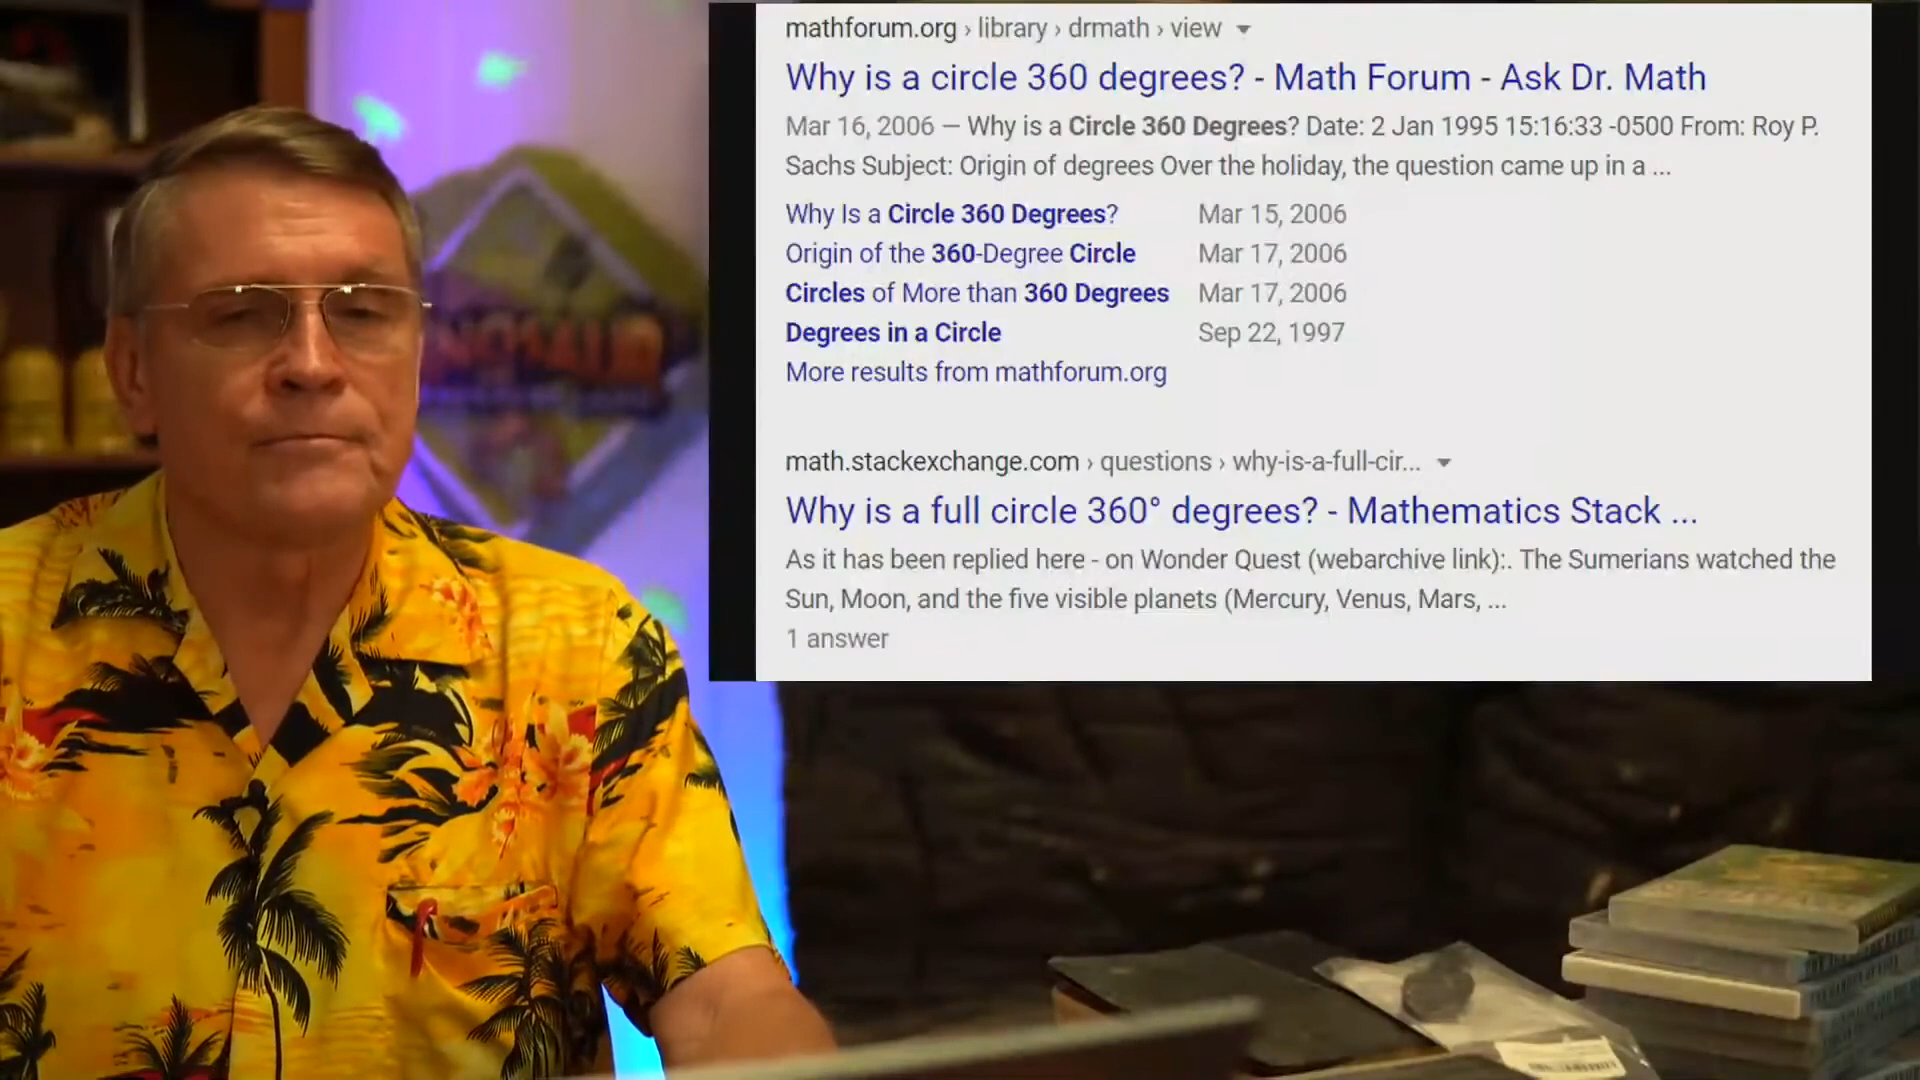 mathforum.org › library › drmath › view
Why is a circle 360 degrees? - Math Forum - Ask Dr. Math
Mar 16, 2006 — Why is a Circle 360 Degrees? Date: 2 Jan 1995 15:16:33 -0500 From: Roy P.
Sachs Subject: Origin of degrees Over the holiday, the question came up in a ...
Why Is a Circle 360 Degrees? Mar 15, 2006
Origin of the 360-Degree Circle Mar 17, 2006
Circles of More than 360 Degrees Mar 17, 2006
Degrees in a Circle Sep 22, 1997
More results from mathforum.org
math.stackexchange.com › questions › why-is-a-full-cir...
Why is a full circle 360° degrees? - Mathematics Stack ...
As it has been replied here - on Wonder Quest (webarchive link):. The Sumerians watched the
Sun, Moon, and the five visible planets (Mercury, Venus, Mars, ...
1 answer